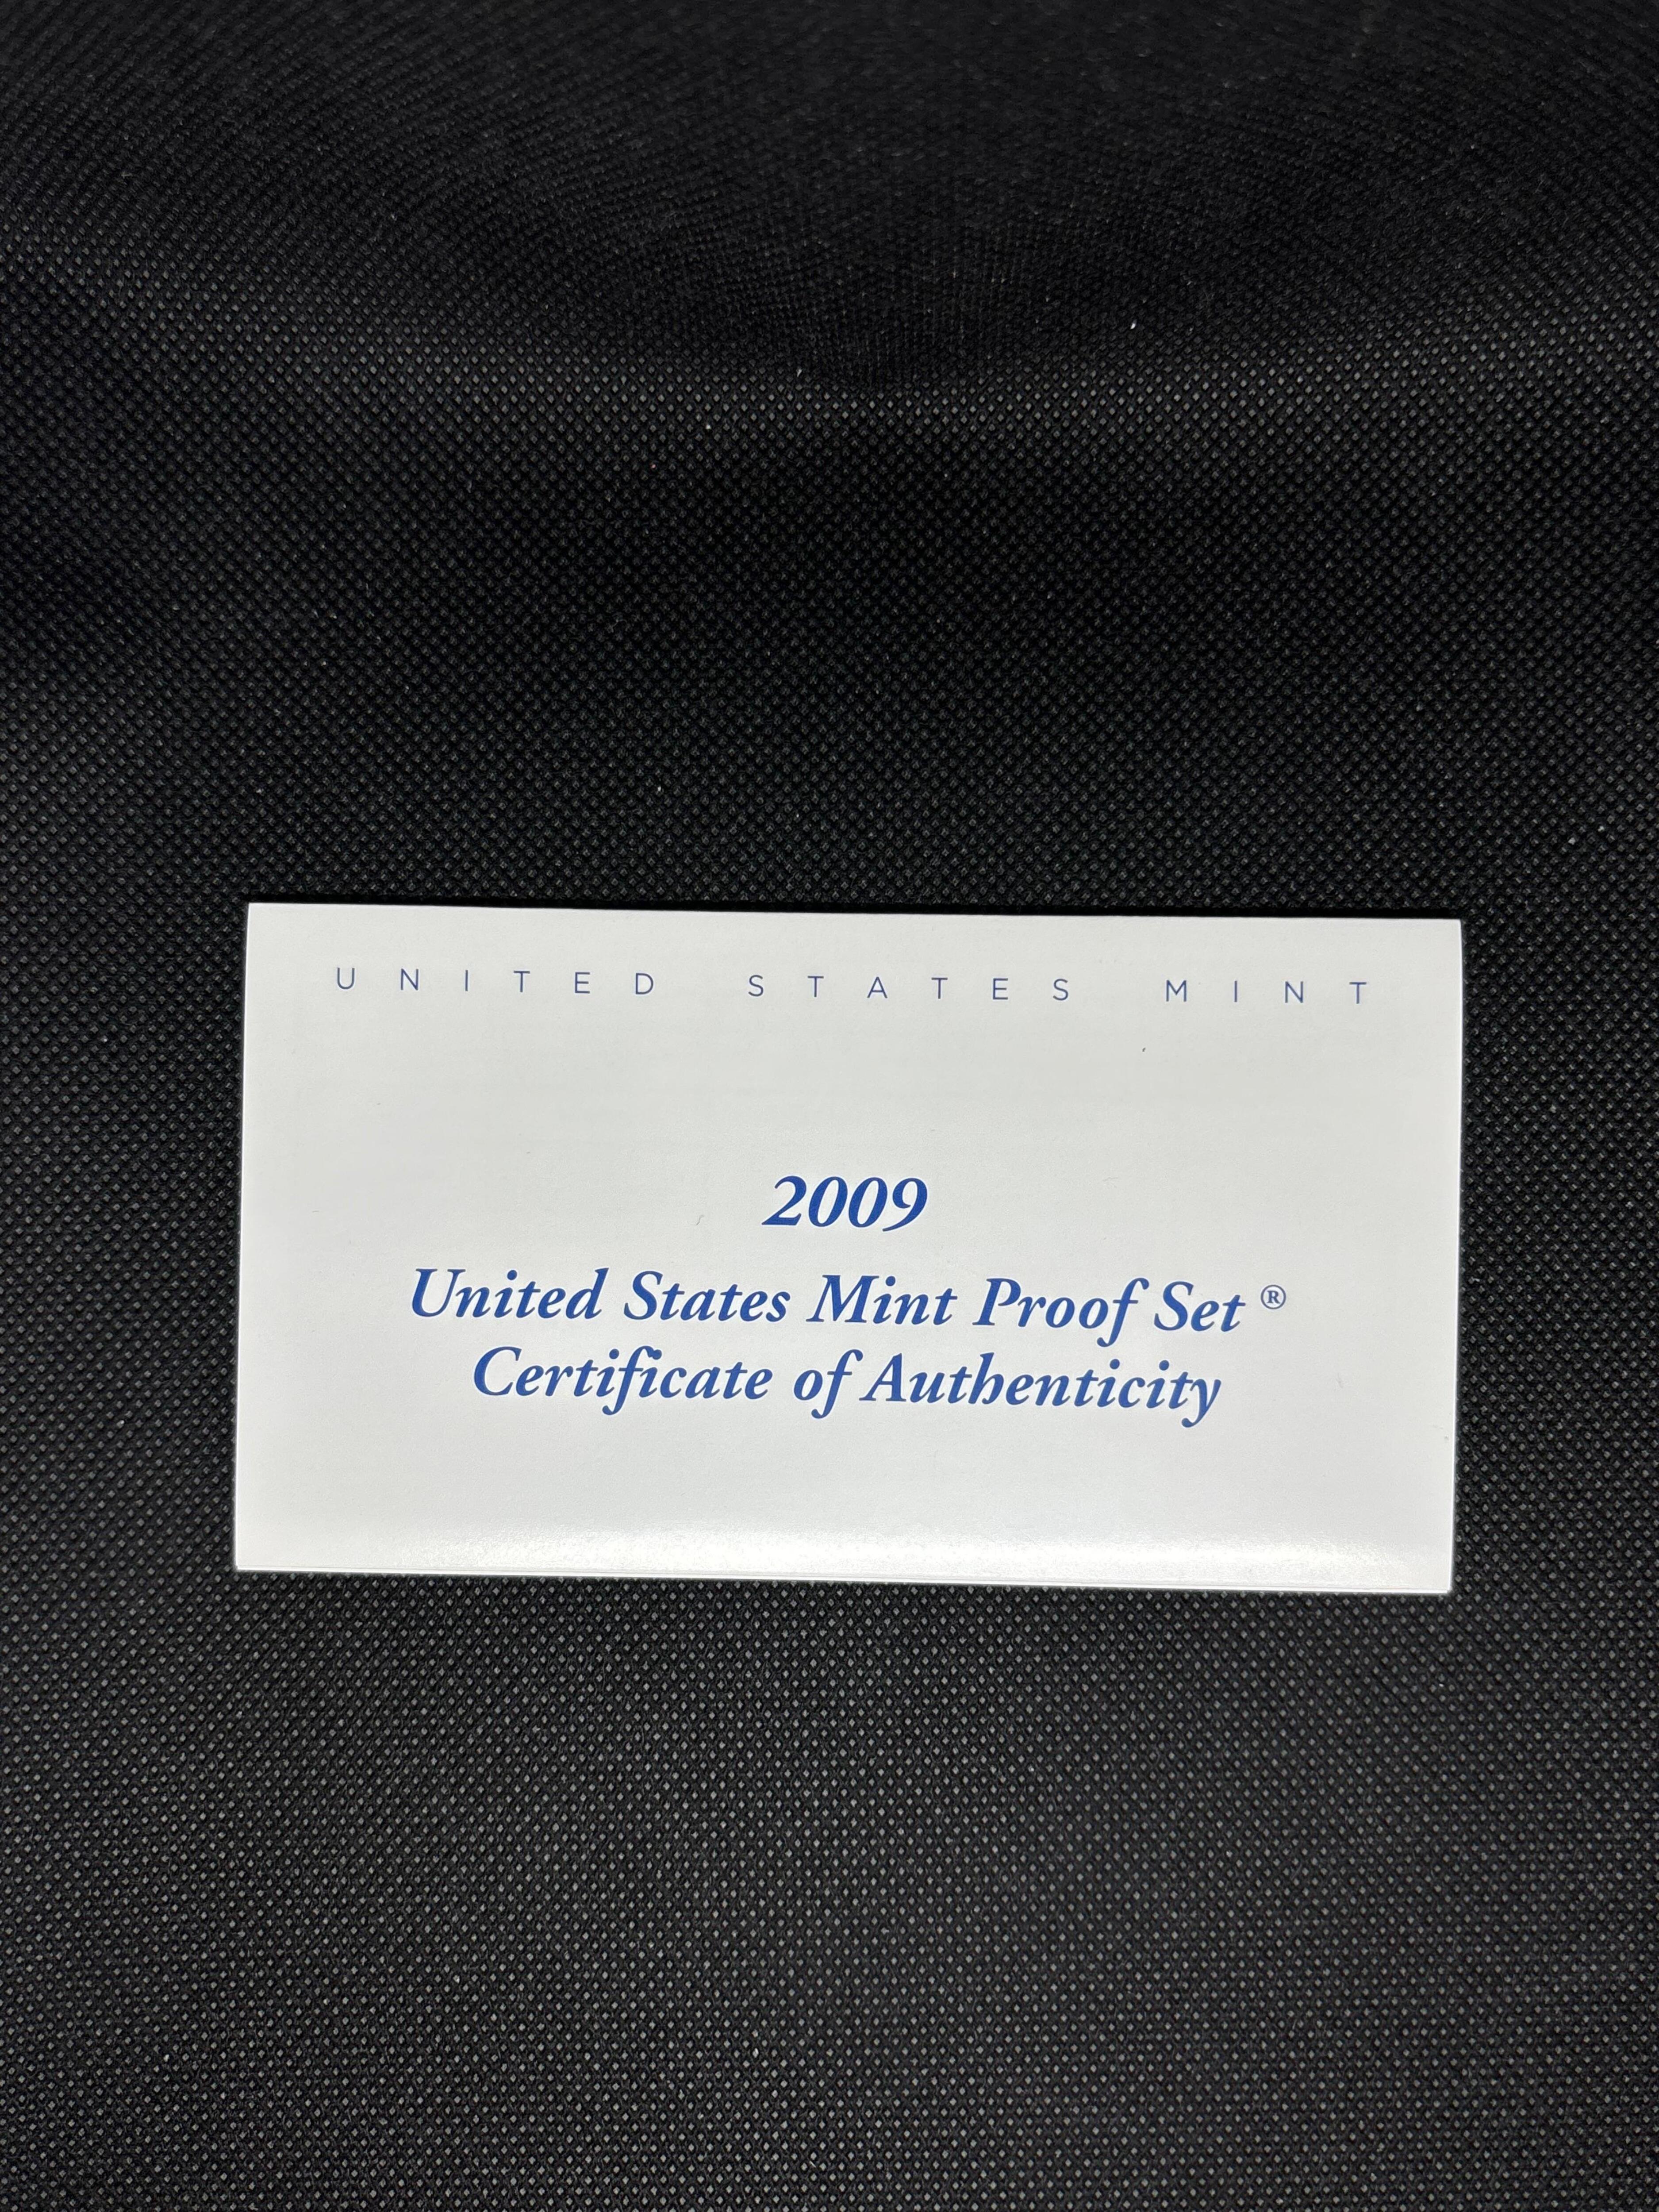 UNITED STATES MINT
2009
United States Mint Proof Set ®
Certificate of Authenticity